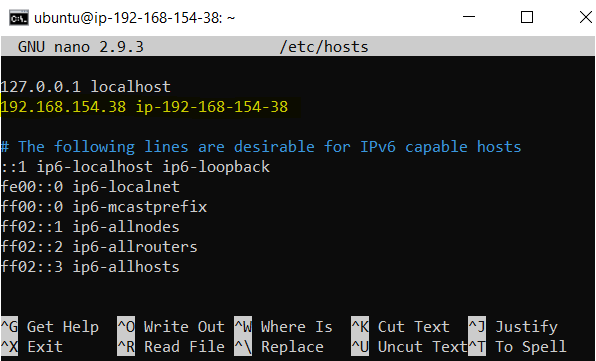 ubuntu@ip-192-168-154-38: ~
GNU nano 2.9.3 /etc/hosts
127.0.0.1 localhost
192.168.154.38 ip-192-168-154-38
# The following lines are desirable for IPv6 capable hosts
::1 ip6-localhost ip6-loopback
fe00::0 ip6-localnet
ff00::0 ip6-mcastprefix
ff02::1 ip6-allnodes
ff02::2 ip6-allrouters
ff02::3 ip6-allhosts
^G Get Help ^O Write Out ^W Where Is ^K Cut Text ^J Justify
^X Exit ^R Read File ^\ Replace ^U Uncut Text ^T To Spell